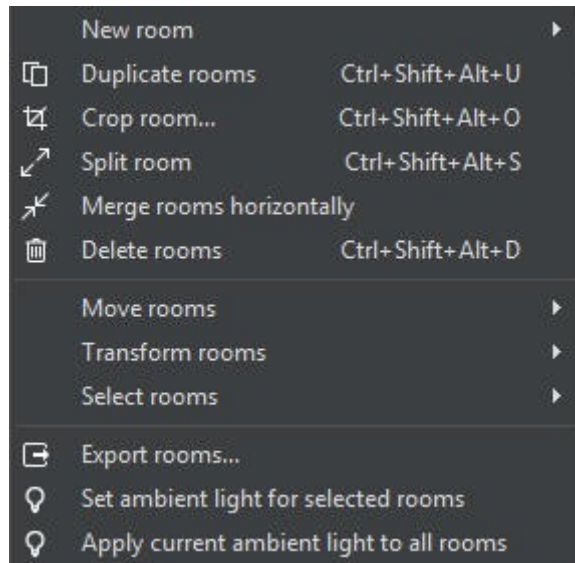 New room
Duplicate rooms Ctrl+Shift+Alt+U
Crop room... Ctrl+Shift+Alt+O
Split room Ctrl+Shift+Alt+S
Merge rooms horizontally
Delete rooms Ctrl+Shift+Alt+D
Move rooms
Transform rooms
Select rooms
Export rooms...
Set ambient light for selected rooms
Apply current ambient light to all rooms